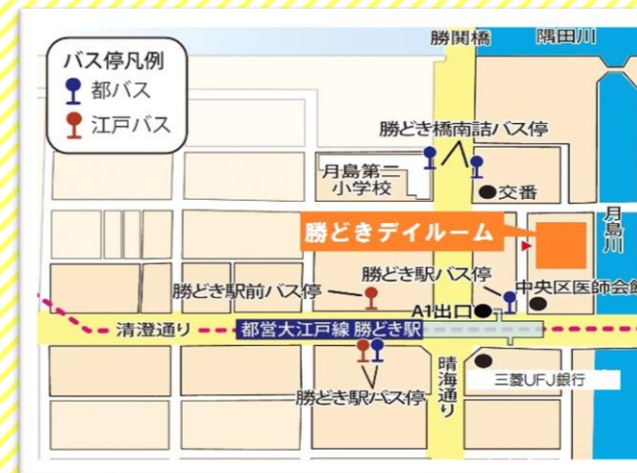 勝鬨橋
隅田川
バス停凡例
都バス
江戸バス
勝どき橋南詰バス停
月島第二
小学校
交番
月島川
勝どきデイルーム
勝どき駅バス停
勝どき駅前バス停
中央区医師会館
A1出口
清澄通り
都営大江戸線 勝どき駅
晴海通り
三菱UFJ銀行
勝どき駅バス停